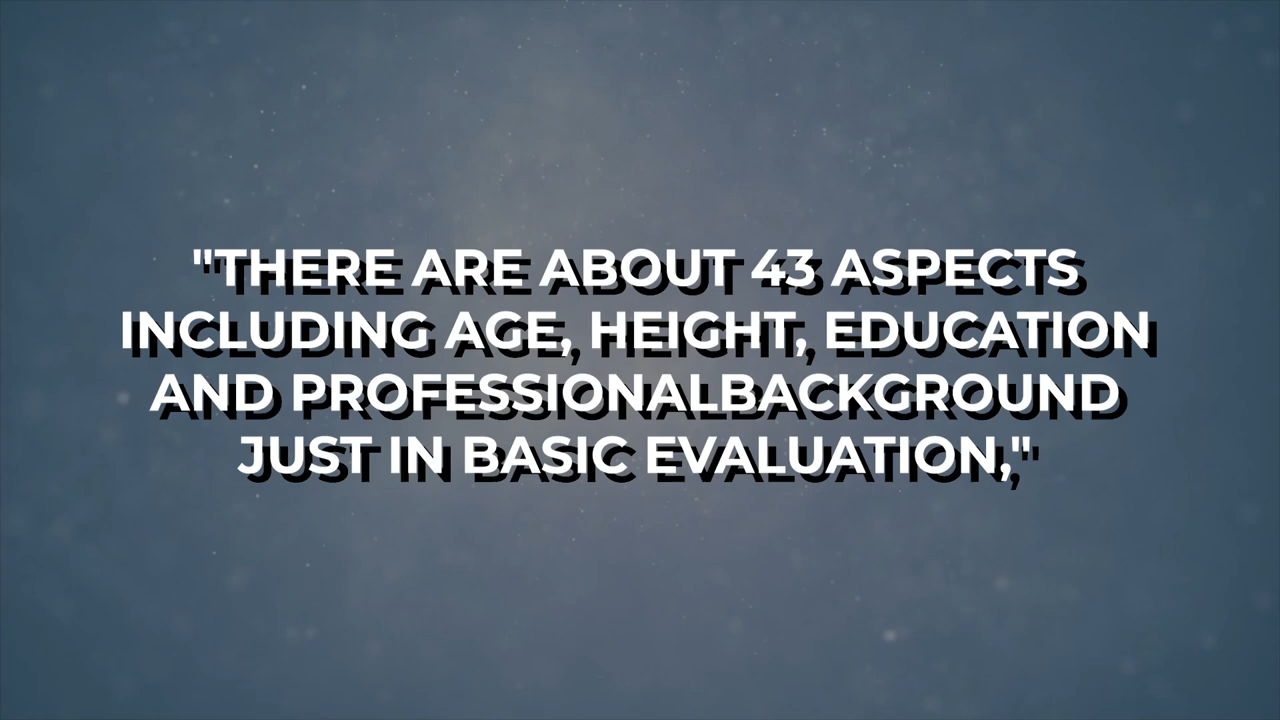 "THERE ARE ABOUT 43 ASPECTS
INCLUDING AGE, HEIGHT, EDUCATION
AND PROFESSIONALBACKGROUND
JUST IN BASIC EVALUATION,"